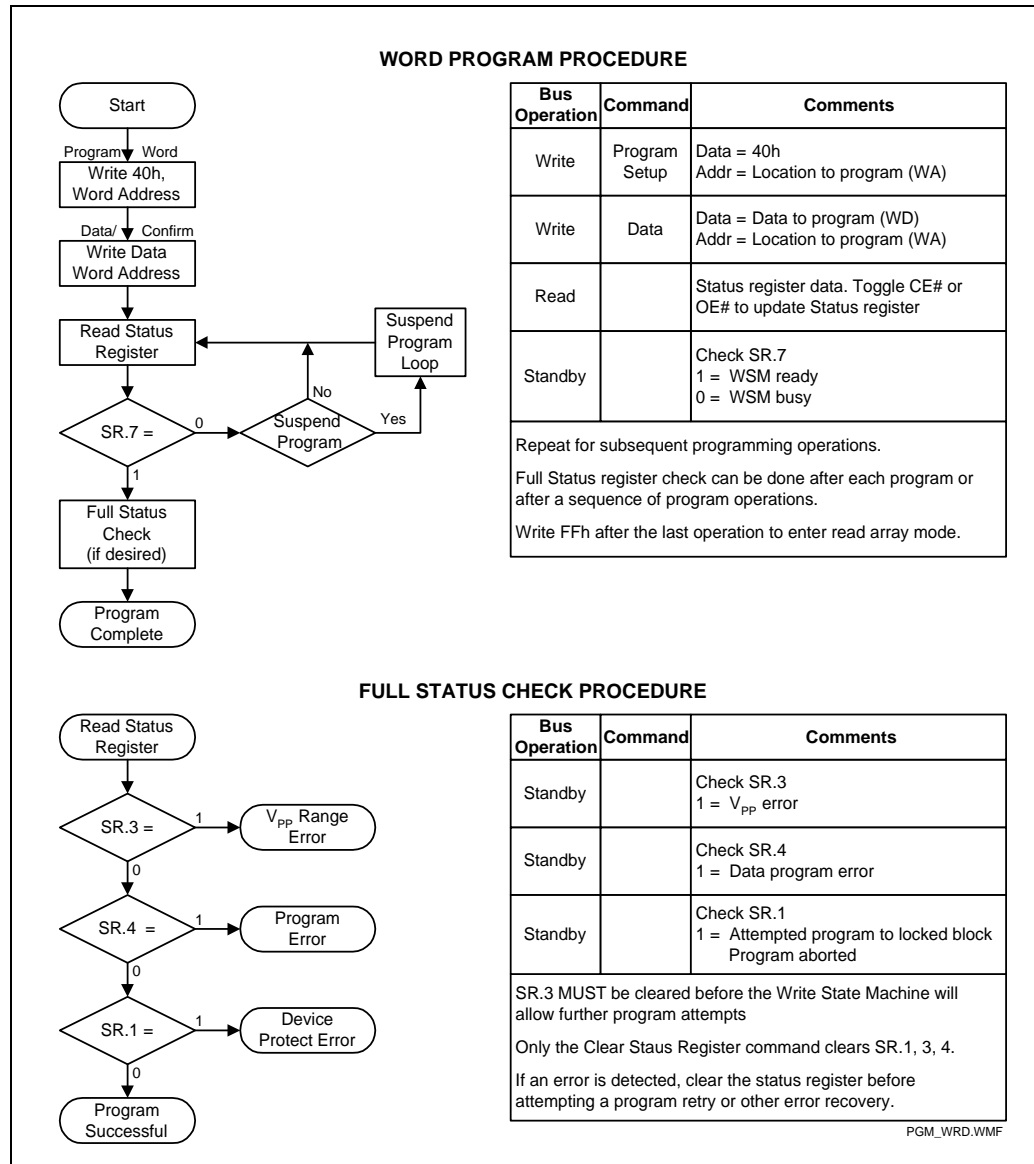 WORD PROGRAM PROCEDURE
Start
Program Word
Write 40h,
Word Address
Data/ Confirm
Write Data
Word Address
Read Status
Register
Suspend
Program
Loop
No
Yes
SR.7 =
0
Suspend
Program
1
Full Status
Check
(if desired)
Program
Complete
Bus
Operation
Command
Comments
Write
Program
Setup
Data = 40h
Addr = Location to program (WA)
Write
Data
Data = Data to program (WD)
Addr = Location to program (WA)
Read
Status register data. Toggle CE# or
OE# to update Status register
Standby
Check SR.7
1 = WSM ready
0 = WSM busy
Repeat for subsequent programming operations.
Full Status register check can be done after each program or
after a sequence of program operations.
Write FFh after the last operation to enter read array mode.
FULL STATUS CHECK PROCEDURE
Read Status
Register
SR.3 =
1
VPP Range
Error
0
SR.4 =
1
Program
Error
0
SR.1 =
1
Device
Protect Error
0
Program
Successful
Bus
Operation
Command
Comments
Standby
Check SR.3
1 = VPP error
Standby
Check SR.4
1 = Data program error
Standby
Check SR.1
1 = Attempted program to locked block
Program aborted
SR.3 MUST be cleared before the Write State Machine will
allow further program attempts
Only the Clear Staus Register command clears SR.1, 3, 4.
If an error is detected, clear the status register before
attempting a program retry or other error recovery.
PGM_WRD.WMF